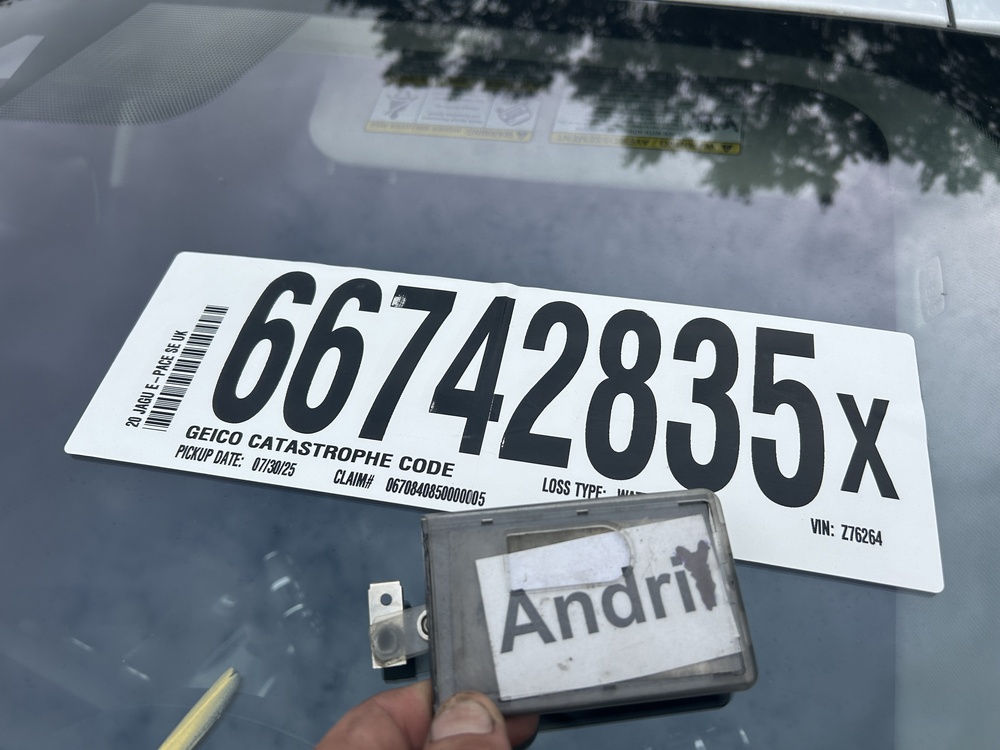 66742835X
20 JAGU E-PACE SE UK
GEICO CATASTROPHE CODE
PICKUP DATE: 07/30/25
CLAIM# 0670840850000005
LOSS TYPE:
VIN: Z76264
Andrii